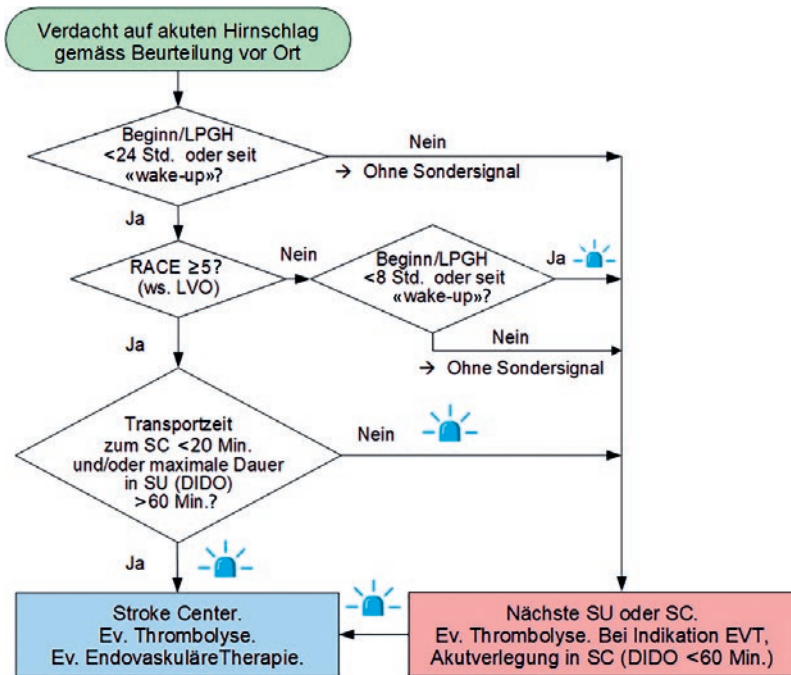 Verdacht auf akuten Hirnschlag
gemäss Beurteilung vor Ort
Beginn/LPGH
<24 Std. oder seit
«wake-up»?
Nein
→ Ohne Sondersignal
Ja
RACE ≥5?
(ws. LVO)
Nein
Beginn/LPGH
<8 Std. oder seit
«wake-up»?
Ja
Nein
→ Ohne Sondersignal
Ja
Transportzeit
zum SC <20 Min.
und/oder maximale Dauer
in SU (DIDO)
>60 Min.?
Nein
Ja
Stroke Center.
Ev. Thrombolyse.
Ev. EndovaskuläreTherapie.
Nächste SU oder SC.
Ev. Thrombolyse. Bei Indikation EVT,
Akutverlegung in SC (DIDO <60 Min.)